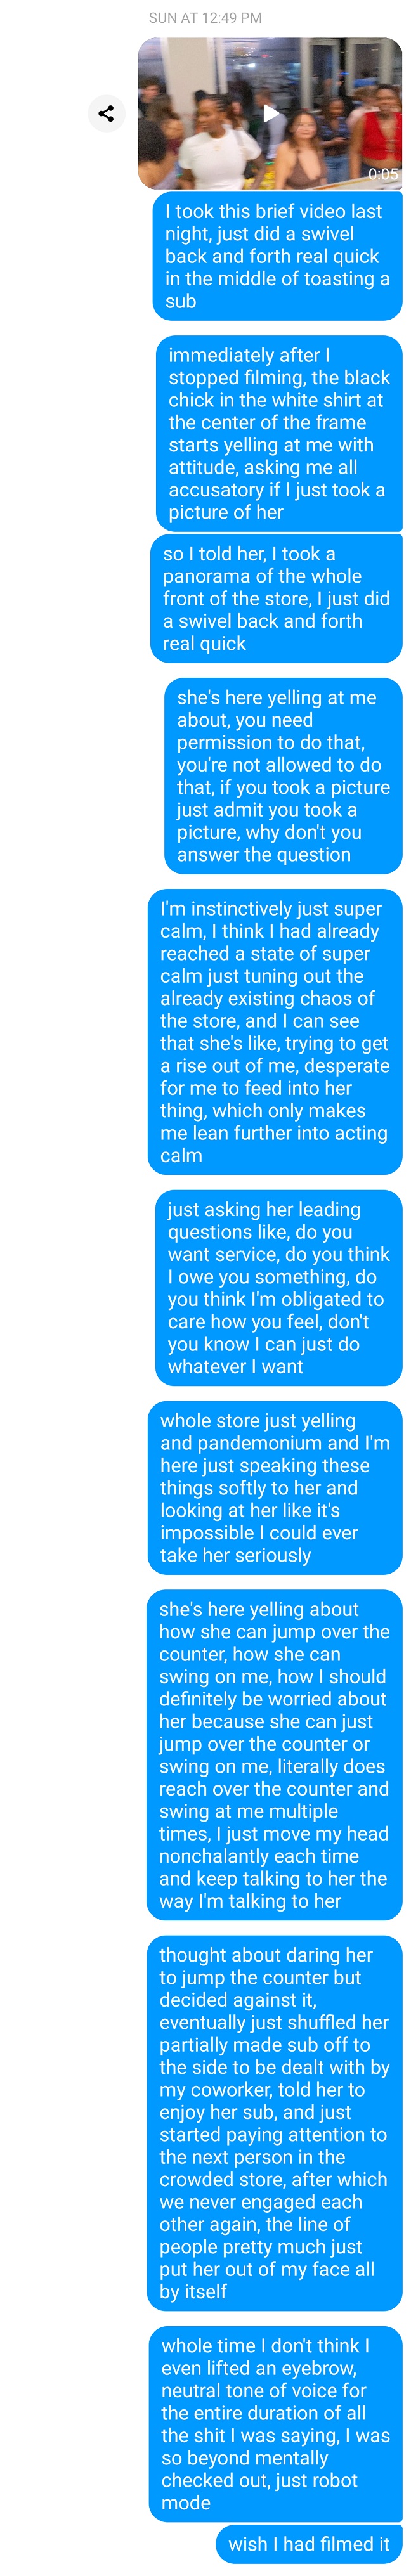 SUN AT 12:49 PM
0:05
I took this brief video last
night, just did a swivel
back and forth real quick
in the middle of toasting a
sub
immediately after I
stopped filming, the black
chick in the white shirt at
the center of the frame
starts yelling at me with
attitude, asking me all
accusatory if I just took a
picture of her
so I told her, I took a
panorama of the whole
front of the store, I just did
a swivel back and forth
real quick
she's here yelling at me
about, you need
permission to do that,
you're not allowed to do
that, if you took a picture
just admit you took a
picture, why don't you
answer the question
I'm instinctively just super
calm, I think I had already
reached a state of super
calm just tuning out the
already existing chaos of
the store, and I can see
that she's like, trying to get
a rise out of me, desperate
for me to feed into her
thing, which only makes
me lean further into acting
calm
just asking her leading
questions like, do you
want service, do you think
I owe you something, do
you think I'm obligated to
care how you feel, don't
you know I can just do
whatever I want
whole store just yelling
and pandemonium and I'm
here just speaking these
things softly to her and
looking at her like it's
impossible I could ever
take her seriously
she's here yelling about
how she can jump over the
counter, how she can
swing on me, how I should
definitely be worried about
her because she can just
jump over the counter or
swing on me, literally does
reach over the counter and
swing at me multiple
times, I just move my head
nonchalantly each time
and keep talking to her the
way I'm talking to her
thought about daring her
to jump the counter but
decided against it,
eventually just shuffled her
partially made sub off to
the side to be dealt with by
my coworker, told her to
enjoy her sub, and just
started paying attention to
the next person in the
crowded store, after which
we never engaged each
other again, the line of
people pretty much just
put her out of my face all
by itself
whole time I don't think I
even lifted an eyebrow,
neutral tone of voice for
the entire duration of all
the shit I was saying, I was
so beyond mentally
checked out, just robot
mode
wish I had filmed it